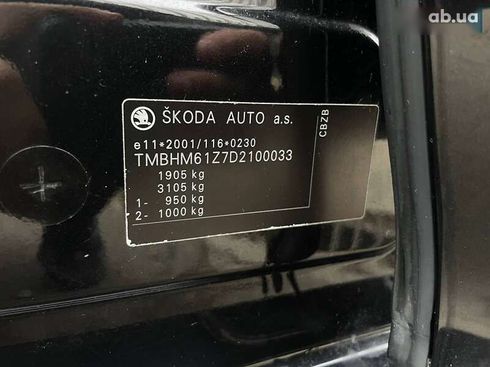 ab.ua
ŠKODA AUTO a.s.
CBZB
e11*2001/116*0230
TMBHM61Z7D2100033
1905 kg
3105 kg
1- 950 kg
2- 1000 kg